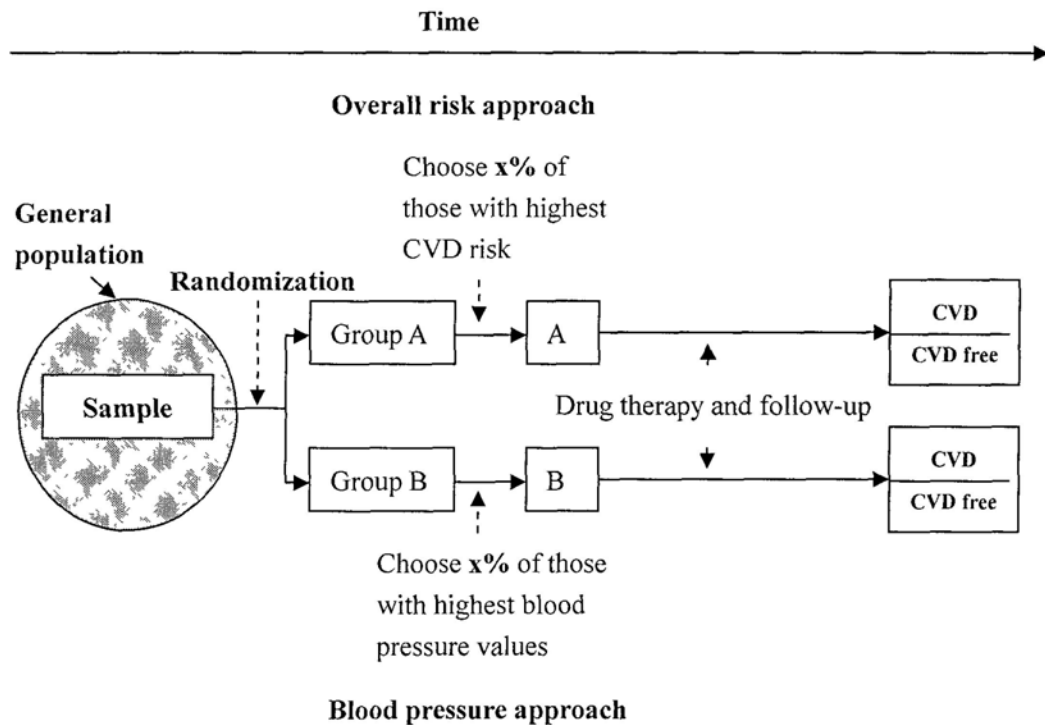 Time
Overall risk approach
Choose x% of
those with highest
CVD risk
General
population
Randomization
Group A
A
CVD
CVD free
Sample
Drug therapy and follow-up
Group B
B
CVD
CVD free
Choose x% of those
with highest blood
pressure values
Blood pressure approach